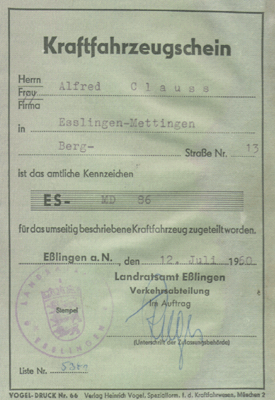 Kraftfahrzeugschein
Herrn
Frau Alfred Clauss
Firma
in Esslingen-Mettingen
Berg- Straße Nr. 13
ist das amtliche Kennzeichen
ES- MD 86
für das umseitig beschriebene Kraftfahrzeug zugeteilt worden.
Eßlingen a.N., den 12. Juli 1960
Landratsamt Eßlingen
Verkehrsabteilung
Im Auftrag
Stempel
(Unterschrift der Zulassungsbehörde)
Liste Nr.
VOGEL-DRUCK Nr. 66 Verlag Heinrich Vogel, Spezialform. f. d. Kraftfahrwesen, München 2